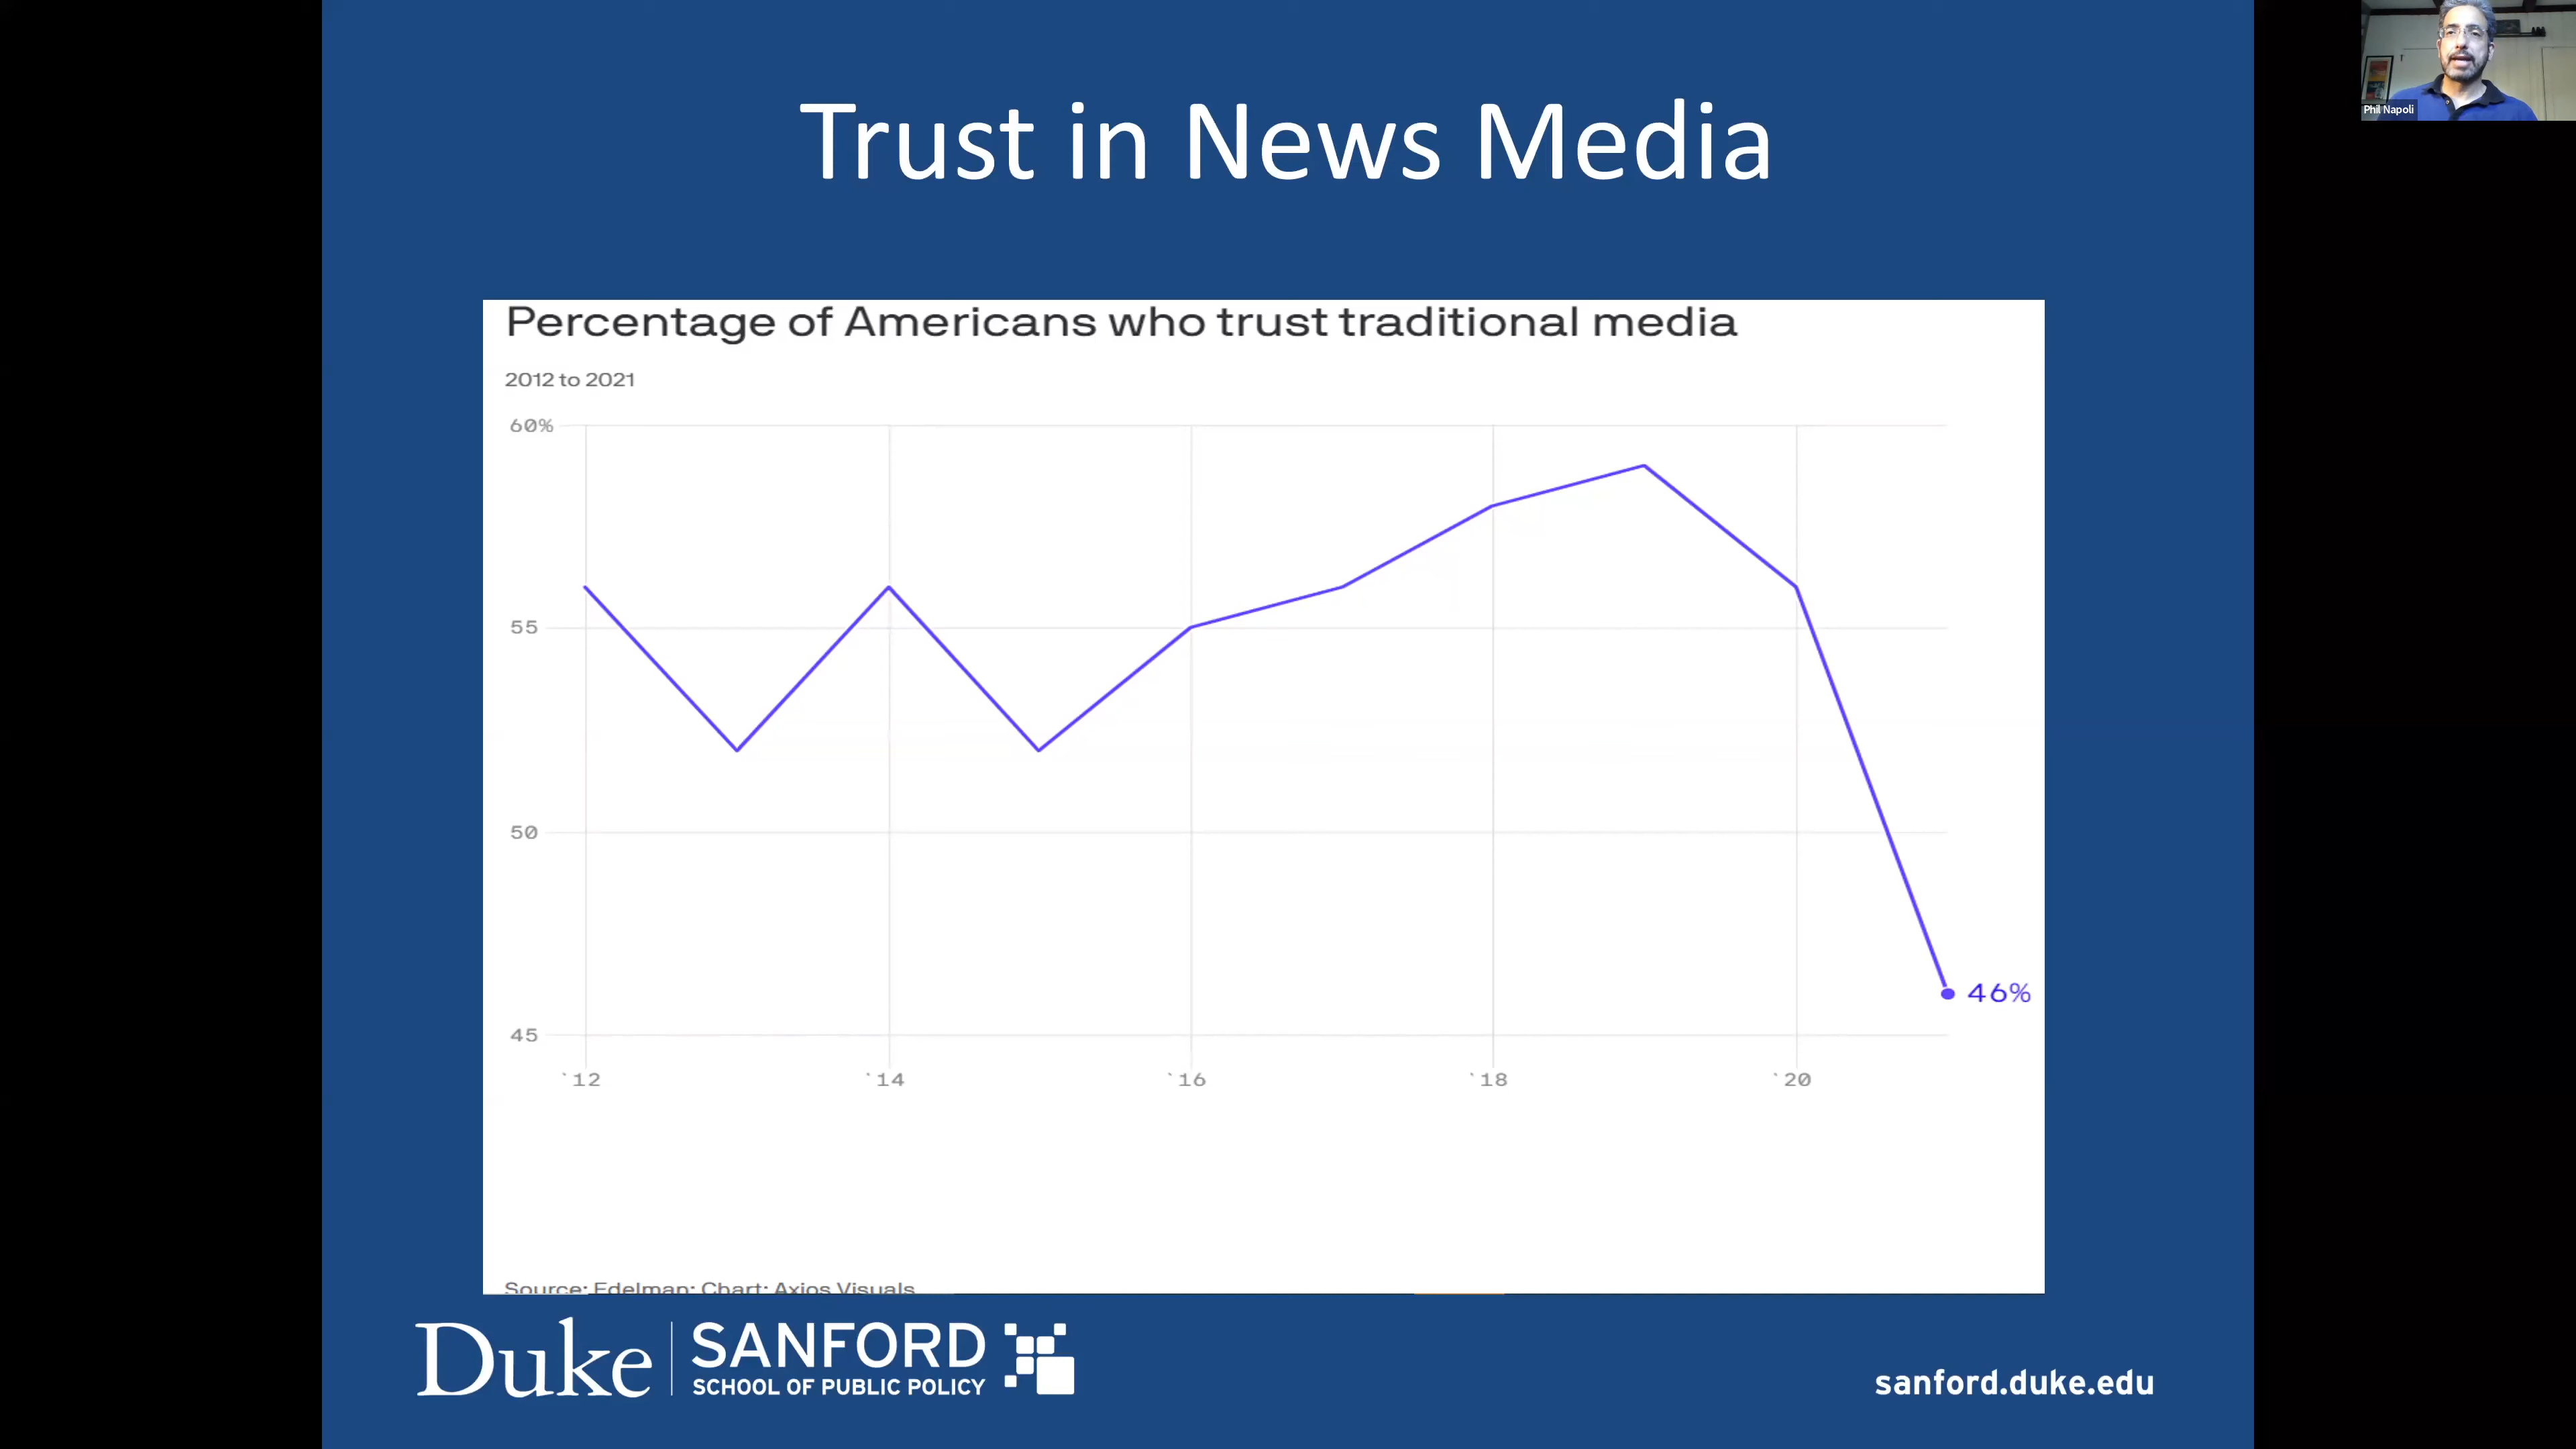 Trust in News Media
Phil Napoli
Percentage of Americans who trust traditional media
2012 to 2021
60%
55
50
45
46%
`12 `14 `16 `18 `20
Source: Edelman; Chart: Axios Visuals
Duke SANFORD
SCHOOL OF PUBLIC POLICY
sanford.duke.edu